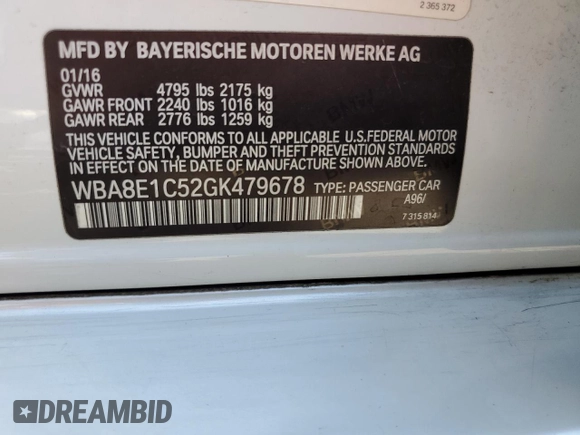 2 365 372
MFD BY BAYERISCHE MOTOREN WERKE AG
01/16
GVWR 4795 lbs 2175 kg
GAWR FRONT 2240 lbs 1016 kg
GAWR REAR 2776 lbs 1259 kg
THIS VEHICLE CONFORMS TO ALL APPLICABLE U.S.FEDERAL MOTOR
VEHICLE SAFETY, BUMPER AND THEFT PREVENTION STANDARDS
IN EFFECT ON THE DATE OF MANUFACTURE SHOWN ABOVE.
WBA8E1C52GK479678 TYPE: PASSENGER CAR
A96/
7 315 814
DREAMBID